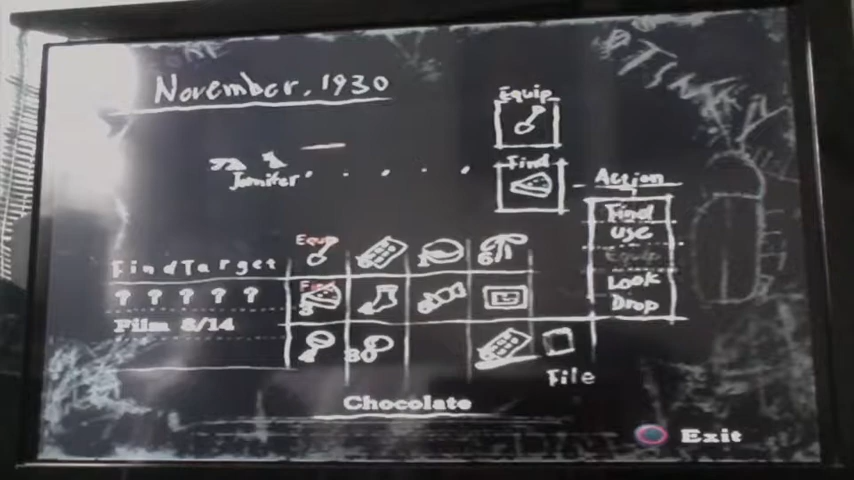 November, 1930
Equip
Find
Jennifer
Action
Find
Use
Equip
Look
Drop
Find Target
? ? ? ? ?
Film 8/14
Equip
Find
30
File
Chocolate
Exit